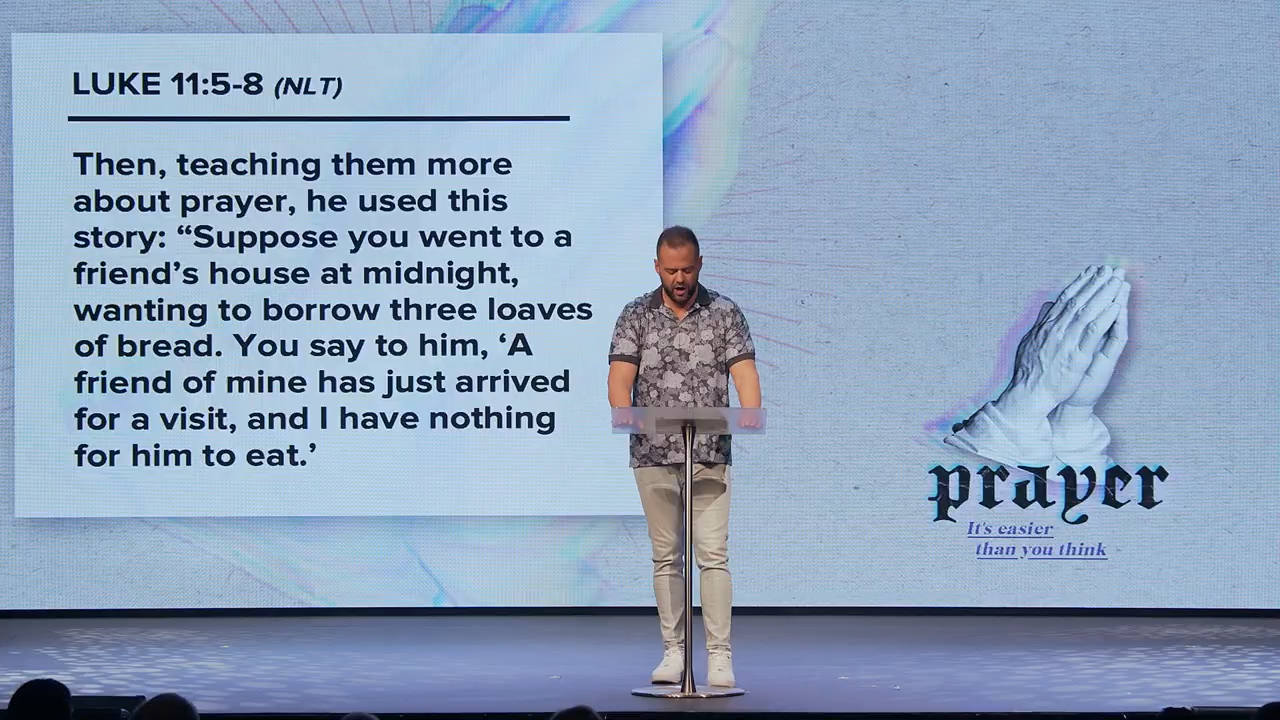 LUKE 11:5-8 (NLT)
Then, teaching them more
about prayer, he used this
story: “Suppose you went to a
friend’s house at midnight,
wanting to borrow three loaves
of bread. You say to him, ‘A
friend of mine has just arrived
for a visit, and I have nothing
for him to eat.’
prayer
It's easier
than you think